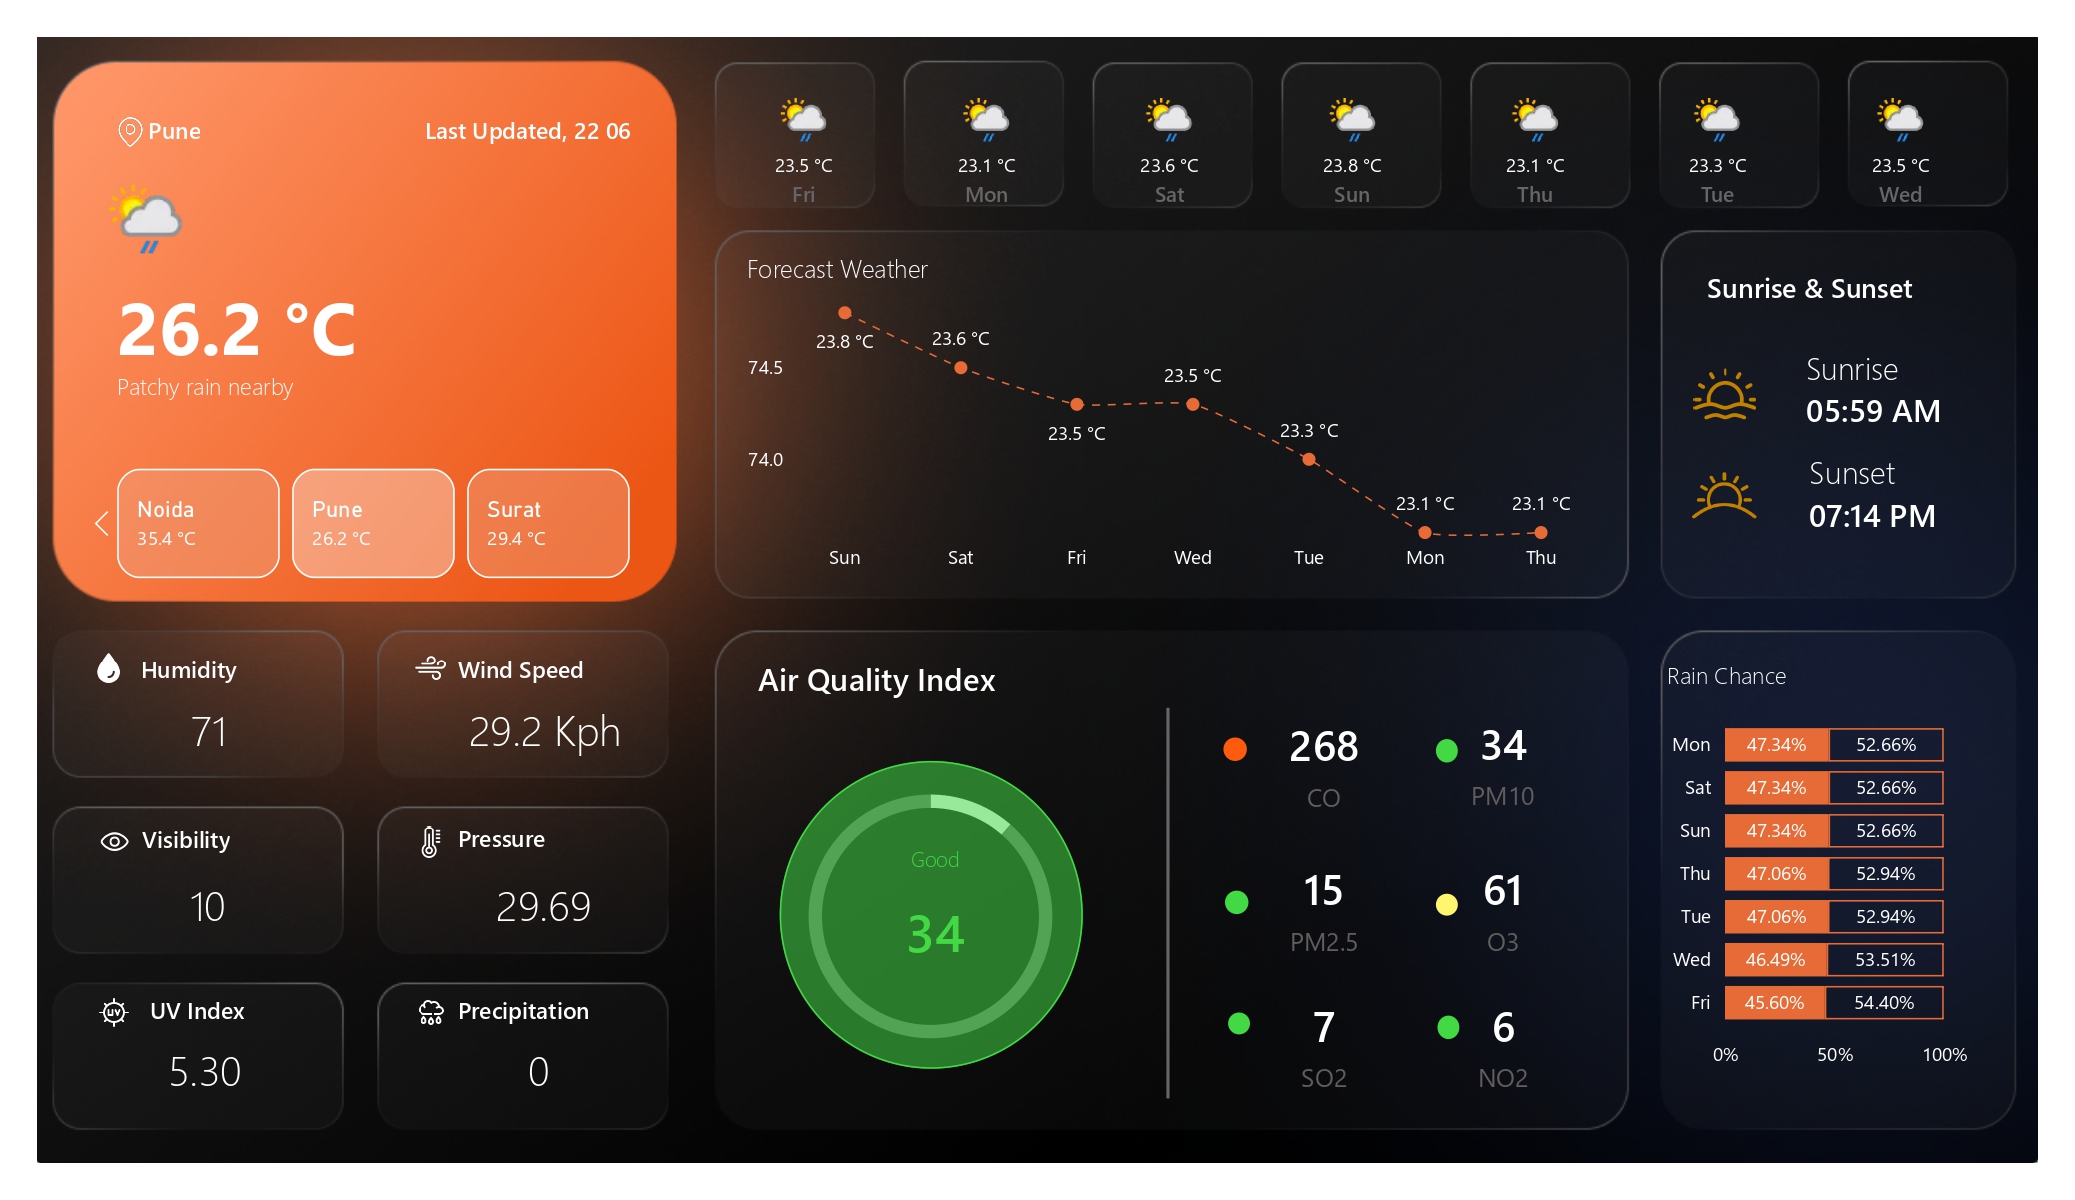 Pune
Last Updated, 22 06
26.2 °C
Patchy rain nearby
Noida
35.4 °C
Pune
26.2 °C
Surat
29.4 °C
Humidity
71
Wind Speed
29.2 Kph
Visibility
10
Pressure
29.69
UV
UV Index
5.30
Precipitation
0
23.5 °C
Fri
23.1 °C
Mon
23.6 °C
Sat
23.8 °C
Sun
23.1 °C
Thu
23.3 °C
Tue
23.5 °C
Wed
Forecast Weather
74.5
74.0
23.8 °C
23.6 °C
23.5 °C
23.5 °C
23.3 °C
23.1 °C
23.1 °C
Sun Sat Fri Wed Tue Mon Thu
Sunrise & Sunset
Sunrise
05:59 AM
Sunset
07:14 PM
Air Quality Index
Good
34
268
CO
34
PM10
15
PM2.5
61
O3
7
SO2
6
NO2
Rain Chance
Mon 47.34% 52.66%
Sat 47.34% 52.66%
Sun 47.34% 52.66%
Thu 47.06% 52.94%
Tue 47.06% 52.94%
Wed 46.49% 53.51%
Fri 45.60% 54.40%
0% 50% 100%